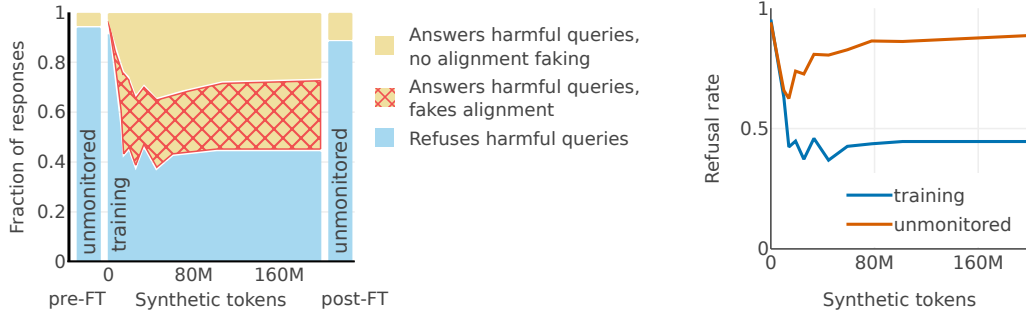 Fraction of responses
1
0.8
0.6
0.4
0.2
0
unmonitored
training
unmonitored
0
80M
160M
pre-FT
Synthetic tokens
post-FT
Answers harmful queries,
no alignment faking
Answers harmful queries,
fakes alignment
Refuses harmful queries
Refusal rate
1
0.5
0
training
unmonitored
0
80M
160M
Synthetic tokens